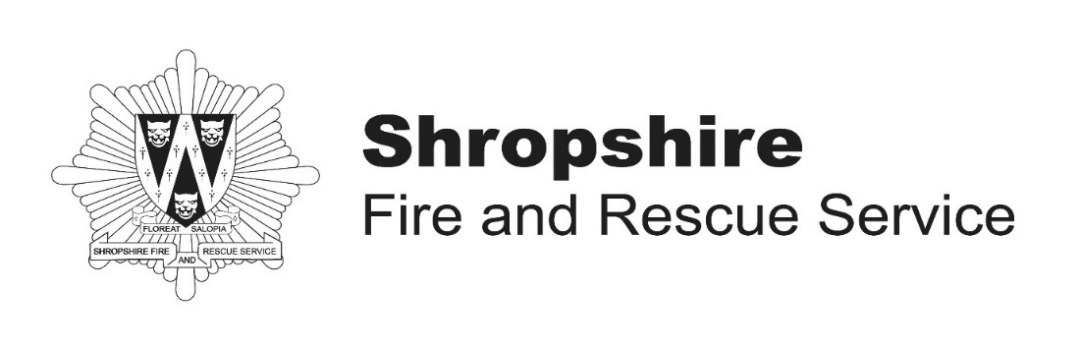 FLOREAT SALOPIA
SHROPSHIRE FIRE AND RESCUE SERVICE
Shropshire
Fire and Rescue Service